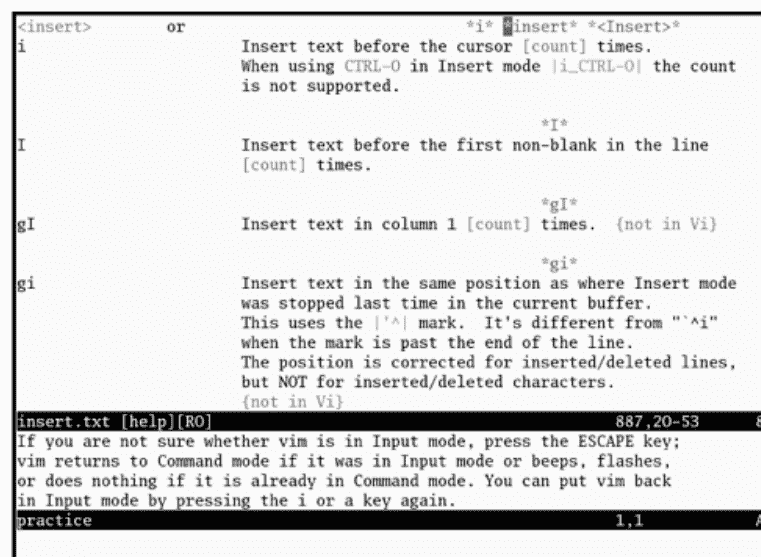 <insert> or *i* *insert* *<Insert>*
i Insert text before the cursor [count] times.
When using CTRL-O in Insert mode |i_CTRL-O| the count
is not supported.
*I*
I Insert text before the first non-blank in the line
[count] times.
*gI*
gI Insert text in column 1 [count] times. {not in Vi}
*gi*
gi Insert text in the same position as where Insert mode
was stopped last time in the current buffer.
This uses the |'^| mark. It's different from "`^i"
when the mark is past the end of the line.
The position is corrected for inserted/deleted lines,
but NOT for inserted/deleted characters.
{not in Vi}
insert.txt [help][RO] 887,20-53
If you are not sure whether vim is in Input mode, press the ESCAPE key;
vim returns to Command mode if it was in Input mode or beeps, flashes,
or does nothing if it is already in Command mode. You can put vim back
in Input mode by pressing the i or a key again.
practice 1,1